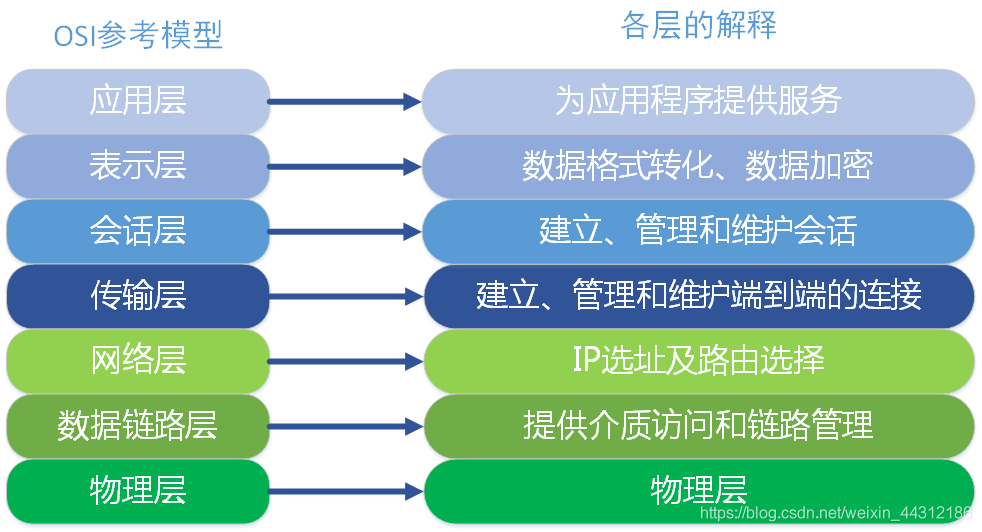 OSI参考模型
各层的解释
应用层
为应用程序提供服务
表示层
数据格式转化、数据加密
会话层
建立、管理和维护会话
传输层
建立、管理和维护端到端的连接
网络层
IP选址及路由选择
数据链路层
提供介质访问和链路管理
物理层
物理层
https://blog.csdn.net/weixin_44312186